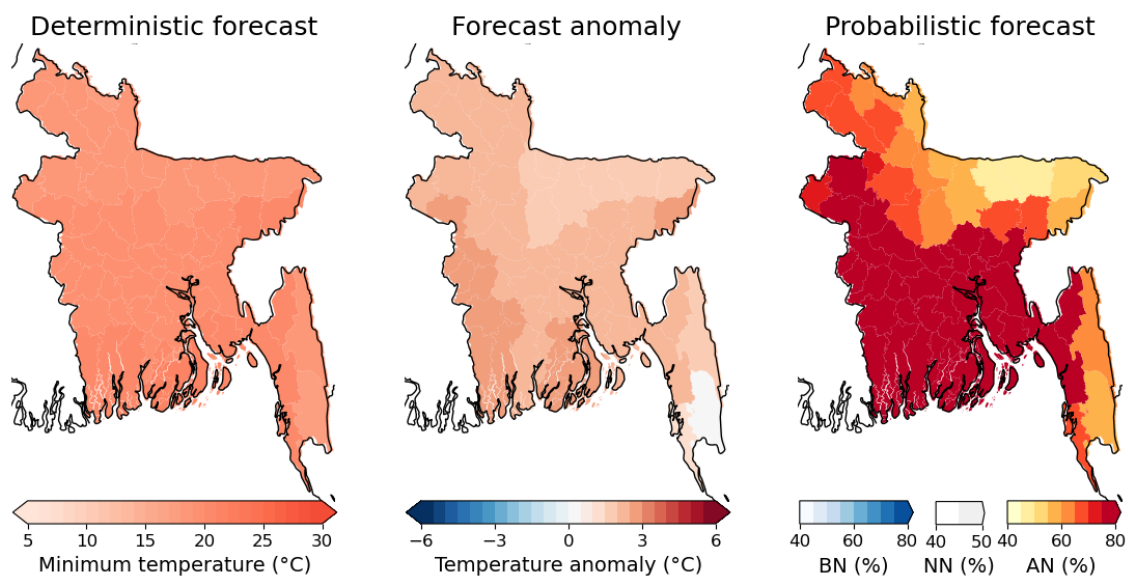 Deterministic forecast
Forecast anomaly
Probabilistic forecast
5 10 15 20 25 30
Minimum temperature (°C)
−6 −3 0 3 6
Temperature anomaly (°C)
40 60 80
BN (%)
40 50
NN (%)
40 60 80
AN (%)